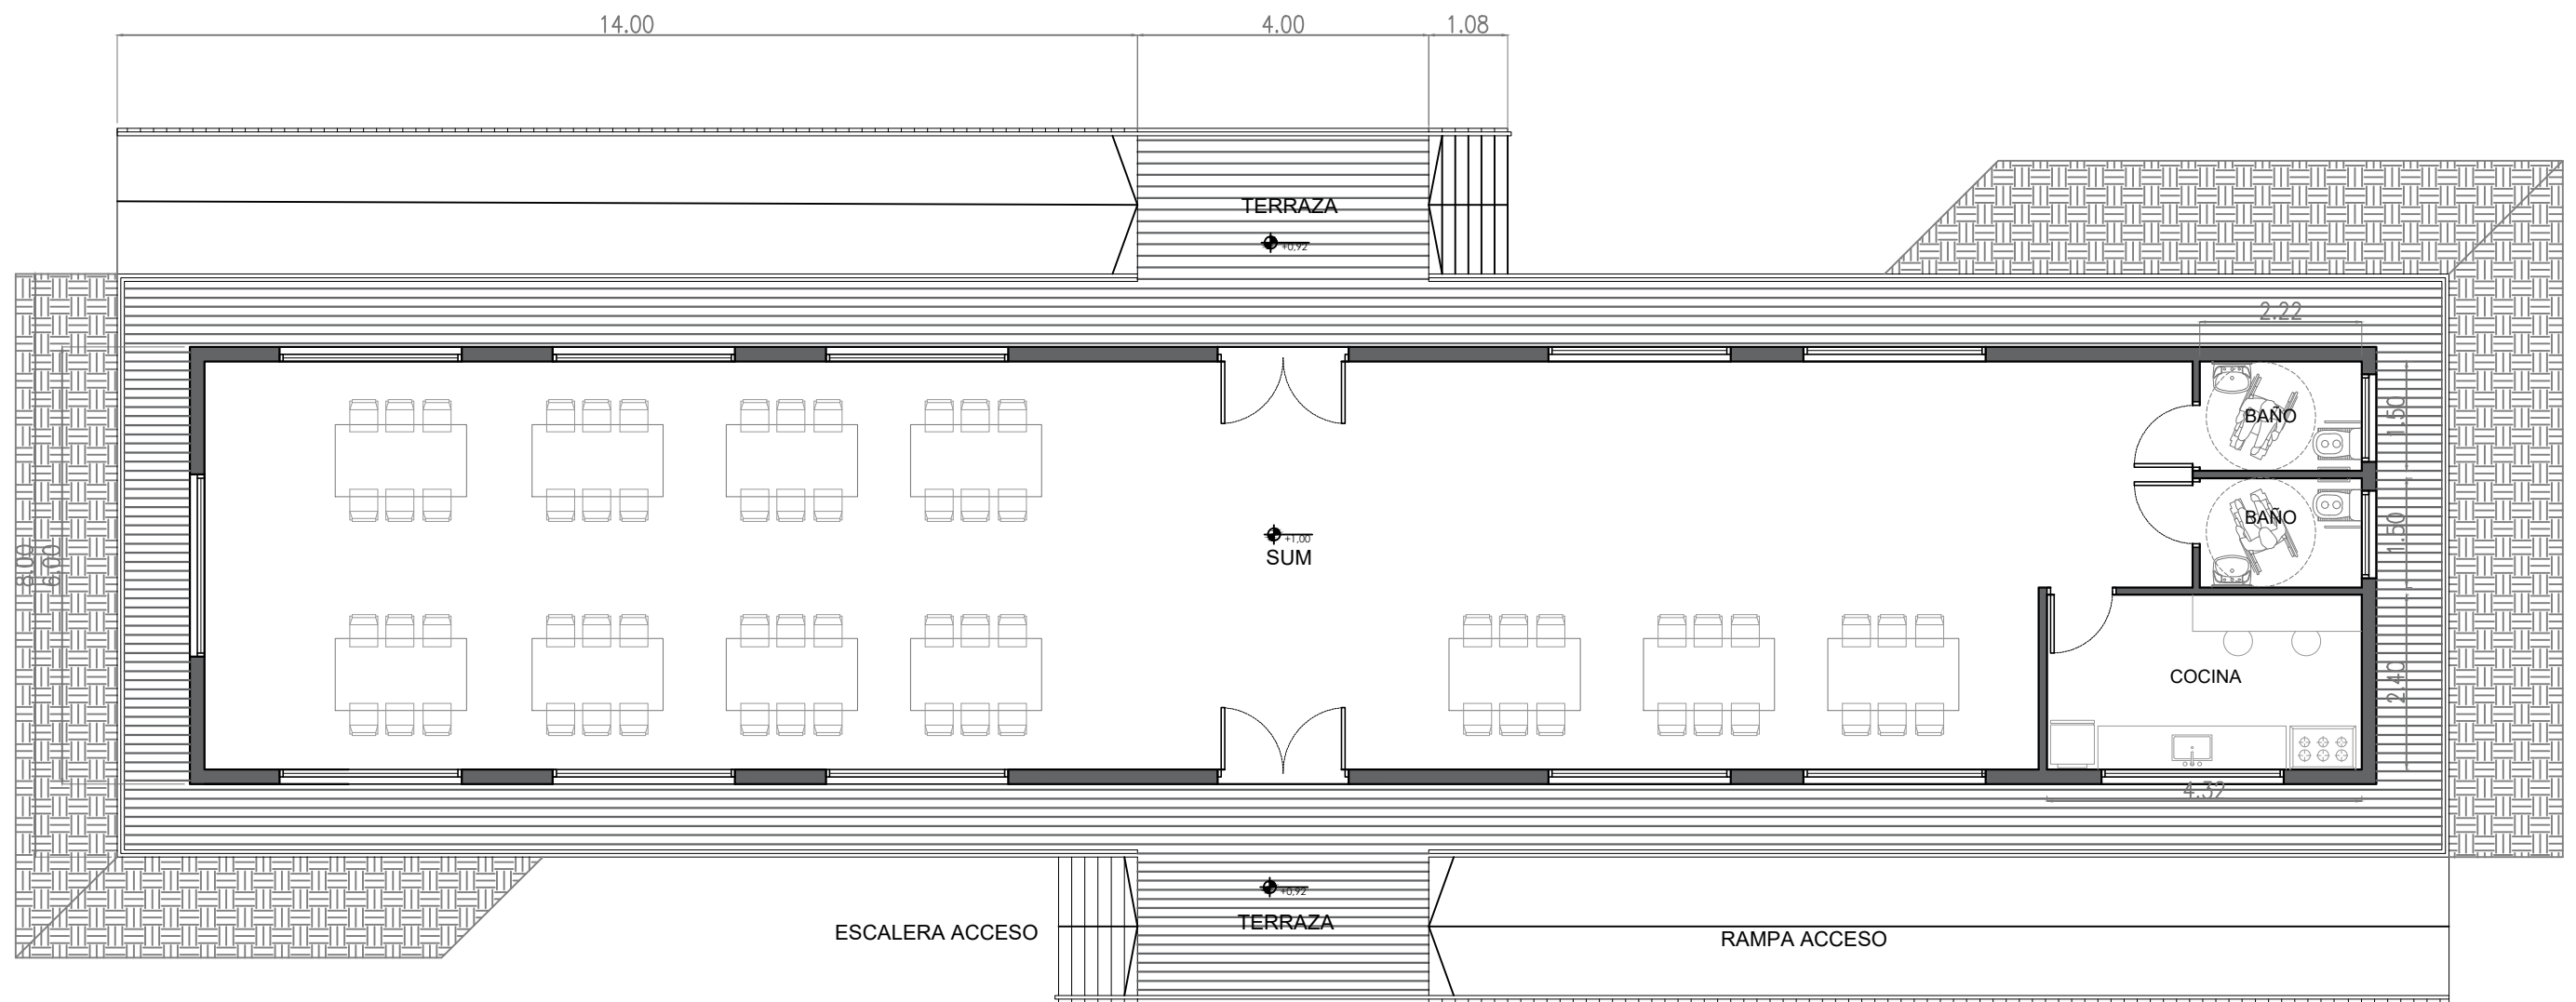 14.00
4.00
1.08
TERRAZA
+0,92
2.22
BAÑO
1.50
BAÑO
1.50
+1,00
SUM
8.00
6.00
COCINA
2.40
4.32
+0,92
TERRAZA
ESCALERA ACCESO
RAMPA ACCESO